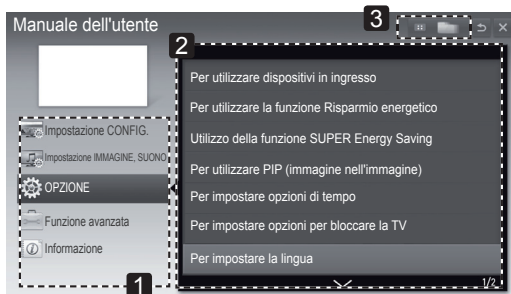 Manuale dell'utente
3
2
Impostazione CONFIG.
Impostazione IMMAGINE, SUONO
OPZIONE
Funzione avanzata
Informazione
1
Per utilizzare dispositivi in ingresso
Per utilizzare la funzione Risparmio energetico
Utilizzo della funzione SUPER Energy Saving
Per utilizzare PIP (immagine nell'immagine)
Per impostare opzioni di tempo
Per impostare opzioni per bloccare la TV
Per impostare la lingua
1/2